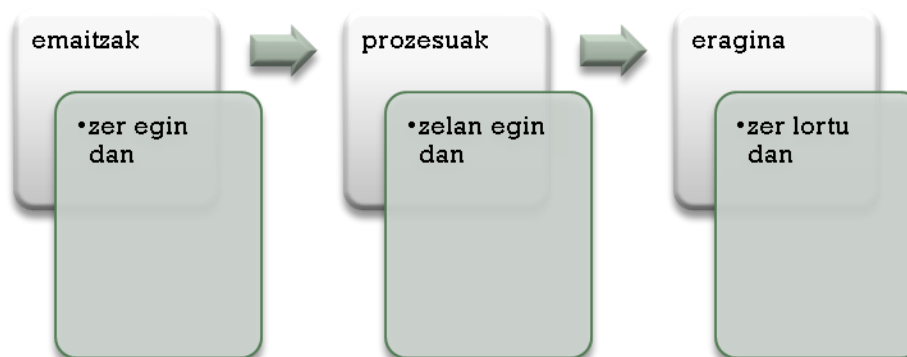 emaitzak
•zer egin
dan
prozesuak
•zelan egin
dan
eragina
•zer lortu
dan